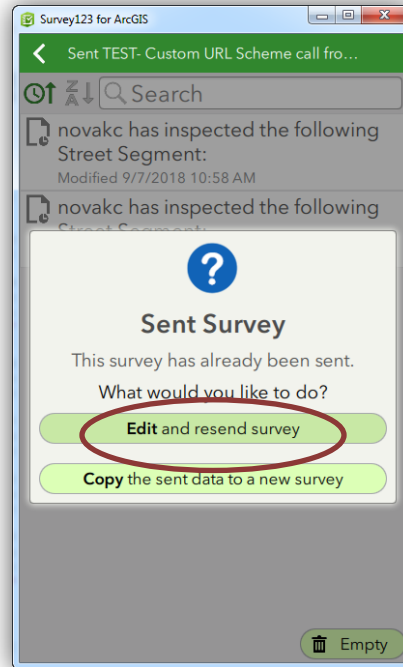 Survey123 for ArcGIS
Sent TEST- Custom URL Scheme call fro...
Search
novakc has inspected the following
Street Segment:
Modified 9/7/2018 10:58 AM
novakc has inspected the following
Street Segment:
Sent Survey
This survey has already been sent.
What would you like to do?
Edit and resend survey
Copy the sent data to a new survey
Empty